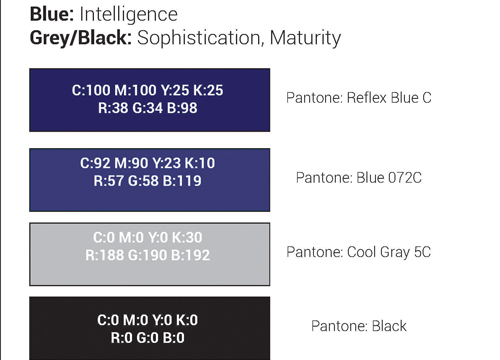 Blue: Intelligence
Grey/Black: Sophistication, Maturity
C:100 M:100 Y:25 K:25
R:38 G:34 B:98
Pantone: Reflex Blue C
C:92 M:90 Y:23 K:10
R:57 G:58 B:119
Pantone: Blue 072C
C:0 M:0 Y:0 K:30
R:188 G:190 B:192
Pantone: Cool Gray 5C
C:0 M:0 Y:0 K:0
R:0 G:0 B:0
Pantone: Black